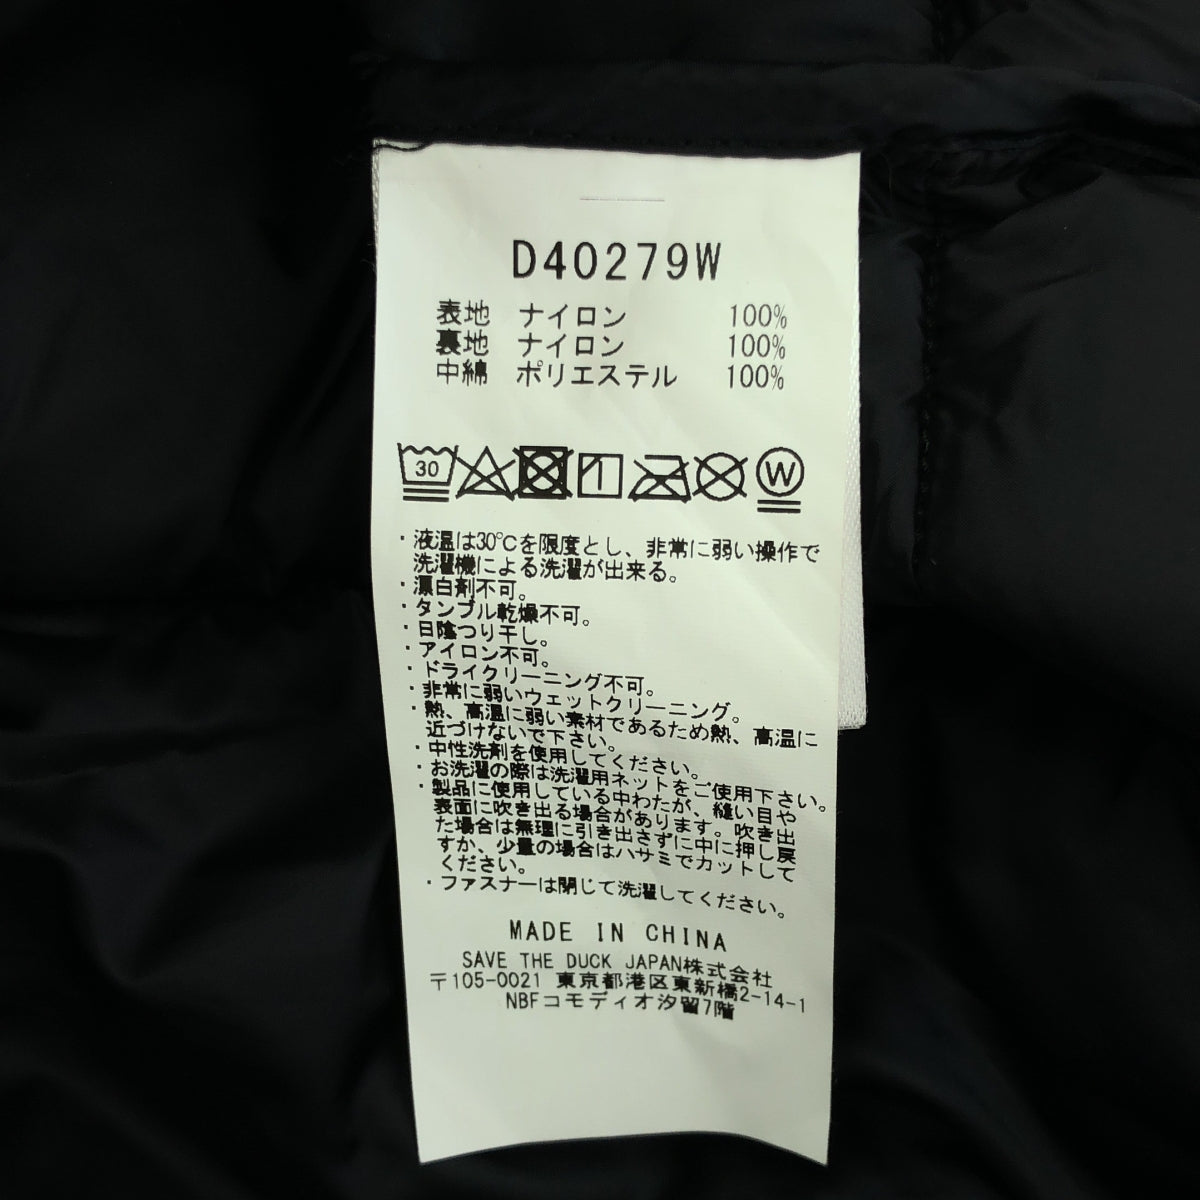 D40279W
表地 ナイロン 100%
裏地 ナイロン 100%
中綿 ポリエステル 100%
30 W
・液温は30℃を限度とし、非常に弱い操作で
洗濯機による洗濯が出来る。
・漂白剤不可。
・タンブル乾燥不可。
・日陰つり干し。
・アイロン不可。
・ドライクリーニング不可。
・非常に弱いウェットクリーニング。
・熱、高温に弱い素材であるため熱、高温に
近づけないで下さい。
・中性洗剤を使用してください。
・お洗濯の際は洗濯用ネットをご使用下さい。
・製品に使用している中わたが、縫い目や
表面に吹き出る場合があります。吹き出
た場合は無理に引き出さずに中に押し戻
すか、少量の場合はハサミでカットして
ください。
・ファスナーは閉じて洗濯してください。
MADE IN CHINA
SAVE THE DUCK JAPAN株式会社
〒105-0021 東京都港区東新橋2-14-1
NBFコモディオ汐留7階